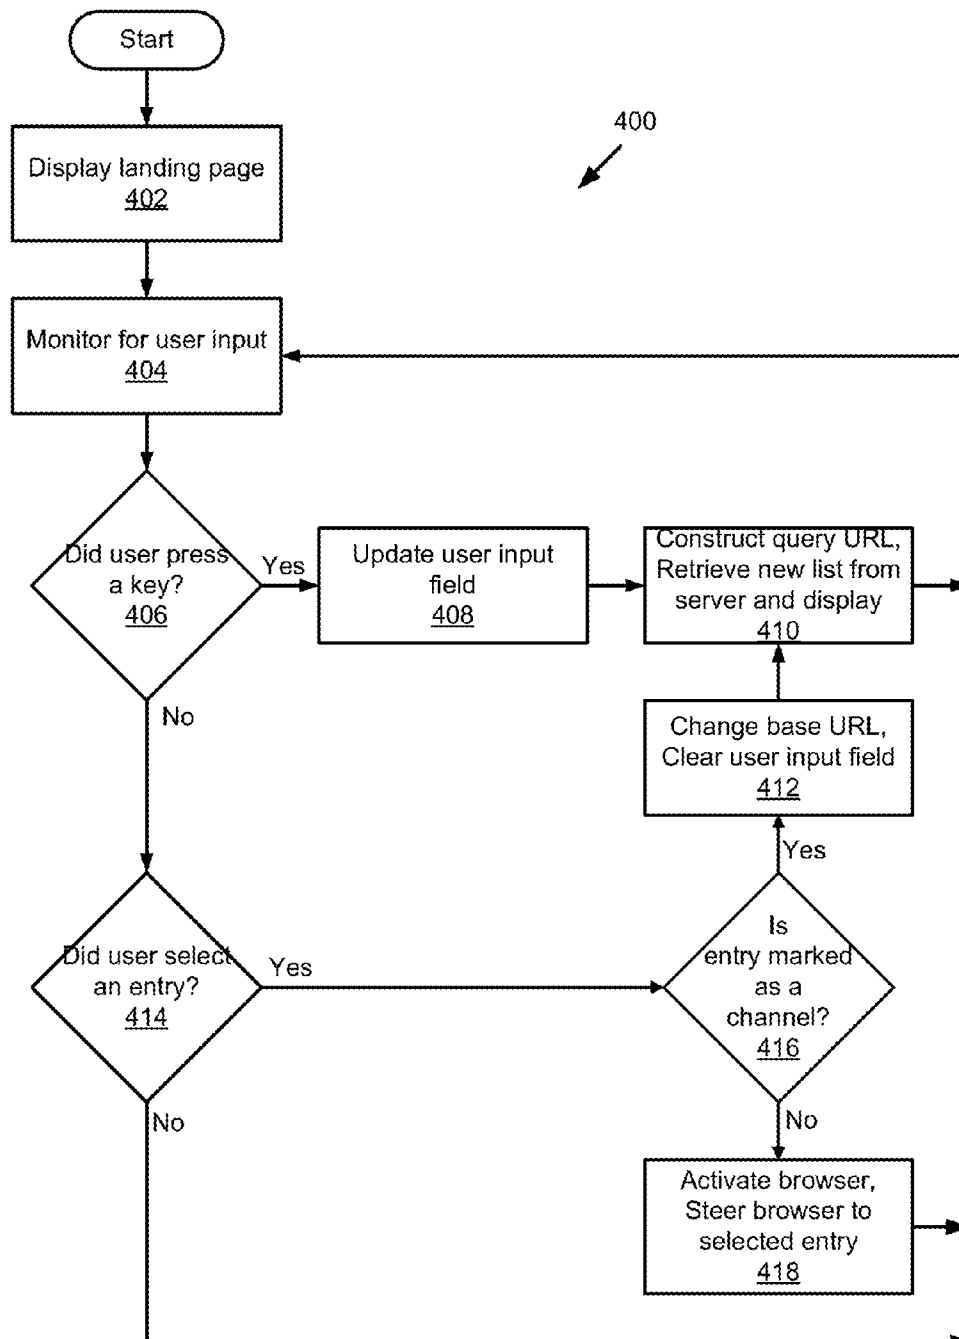 Start
400
Display landing page
402
Monitor for user input
404
Did user press
a key?
406
Yes
Update user input
field
408
Construct query URL,
Retrieve new list from
server and display
410
No
Change base URL,
Clear user input field
412
Yes
Did user select
an entry?
414
Yes
Is
entry marked
as a
channel?
416
No
No
Activate browser,
Steer browser to
selected entry
418